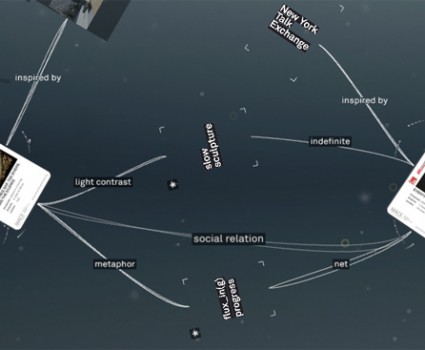 New York
Talk
Exchange
inspired by
inspired by
slow
sculpture
indefinite
light contrast
social relation
metaphor
net
flux_in(g)
progress